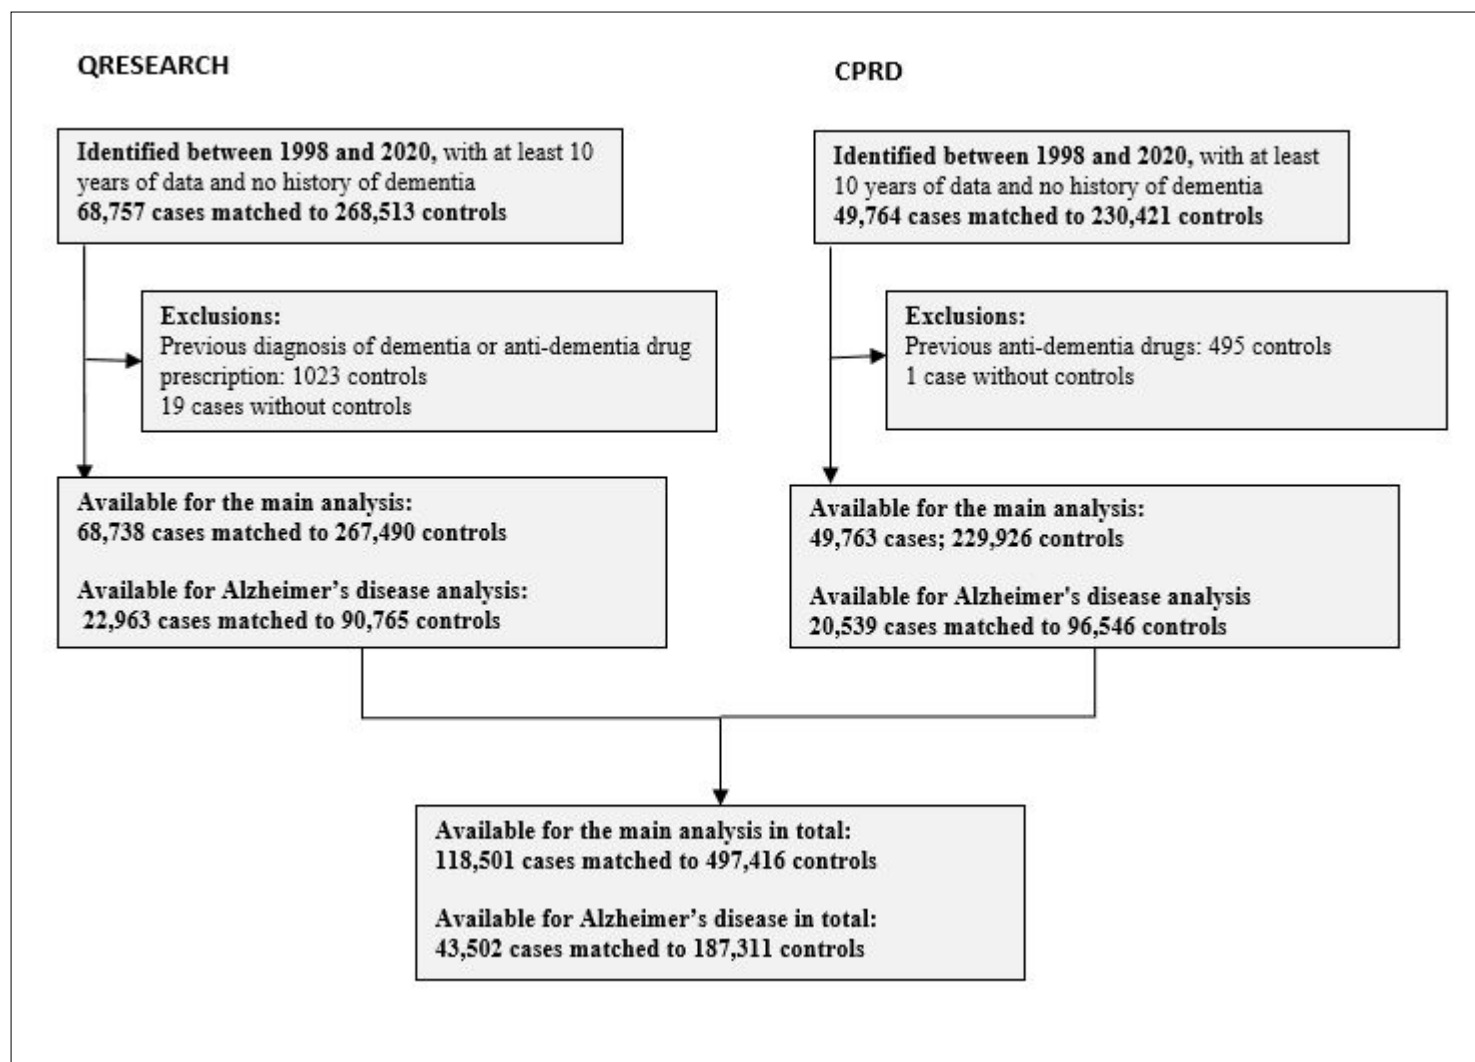 QRESEARCH
Identified between 1998 and 2020, with at least 10
years of data and no history of dementia
68,757 cases matched to 268,513 controls
Exclusions:
Previous diagnosis of dementia or anti-dementia drug
prescription: 1023 controls
19 cases without controls
Available for the main analysis:
68,738 cases matched to 267,490 controls
Available for Alzheimer’s disease analysis:
22,963 cases matched to 90,765 controls
CPRD
Identified between 1998 and 2020, with at least
10 years of data and no history of dementia
49,764 cases matched to 230,421 controls
Exclusions:
Previous anti-dementia drugs: 495 controls
1 case without controls
Available for the main analysis:
49,763 cases; 229,926 controls
Available for Alzheimer's disease analysis
20,539 cases matched to 96,546 controls
Available for the main analysis in total:
118,501 cases matched to 497,416 controls
Available for Alzheimer’s disease in total:
43,502 cases matched to 187,311 controls